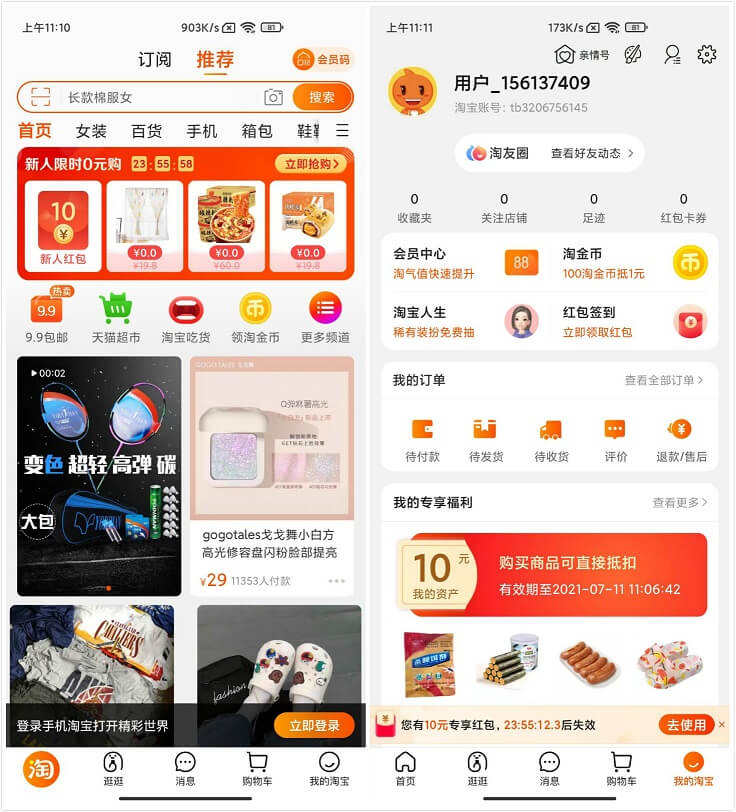 上午11:10
903K/s
81
订阅
推荐
会员码
长款棉服女
搜索
首页 女装 百货 手机 箱包
新人限时0元购 23:55:58
立即抢购
10
¥
新人红包
¥0.0
¥19.8
¥0.0
¥60.0
¥0.0
¥19.8
热卖
9.9
9.9包邮
天猫超市
淘宝吃货
领淘金币
更多频道
00:02
变色 超轻 高弹 碳
大包
Q弹麻薯高光
gogotales戈戈舞小白方
高光修容盘闪粉脸部提亮
¥29 11353人付款
CAVALIERS
fashion
登录手机淘宝打开精彩世界
立即登录
淘
逛逛
消息
购物车
我的淘宝
上午11:11
173K/s
81
亲情号
用户_156137409
淘宝账号：tb3206756145
淘友圈
查看好友动态
0
0
0
0
收藏夹
关注店铺
足迹
红包卡券
会员中心
淘气值快速提升
88
淘金币
100淘金币抵1元
淘宝人生
稀有装扮免费抽
红包签到
立即领取红包
我的订单
查看全部订单
待付款
待发货
待收货
评价
退款/售后
我的专享福利
查看更多
10元
我的资产
购买商品可直接抵扣
有效期至2021-07-11 11:06:42
您有10元专享红包，23:55:12.3后失效
去使用
首页
逛逛
消息
购物车
我的淘宝